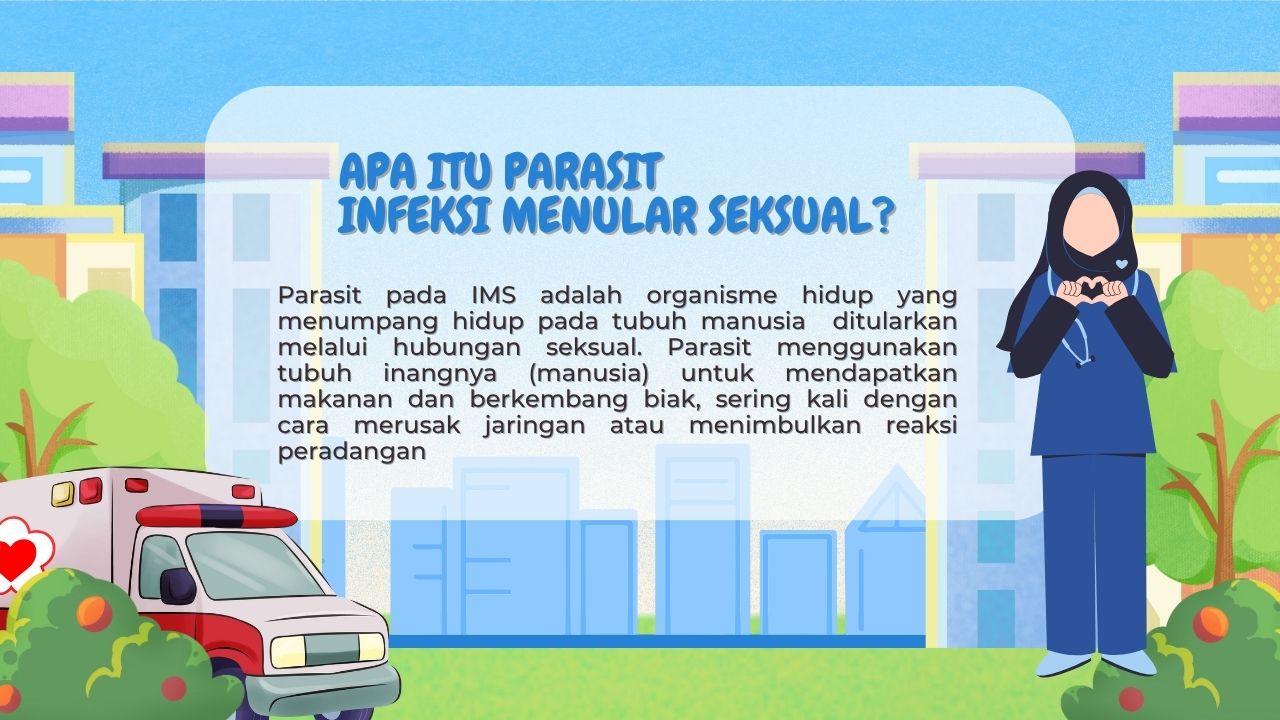 APA ITU PARASIT
INFEKSI MENULAR SEKSUAL?
Parasit pada IMS adalah organisme hidup yang
menumpang hidup pada tubuh manusia ditularkan
melalui hubungan seksual. Parasit menggunakan
tubuh inangnya (manusia) untuk mendapatkan
makanan dan berkembang biak, sering kali dengan
cara merusak jaringan atau menimbulkan reaksi
peradangan